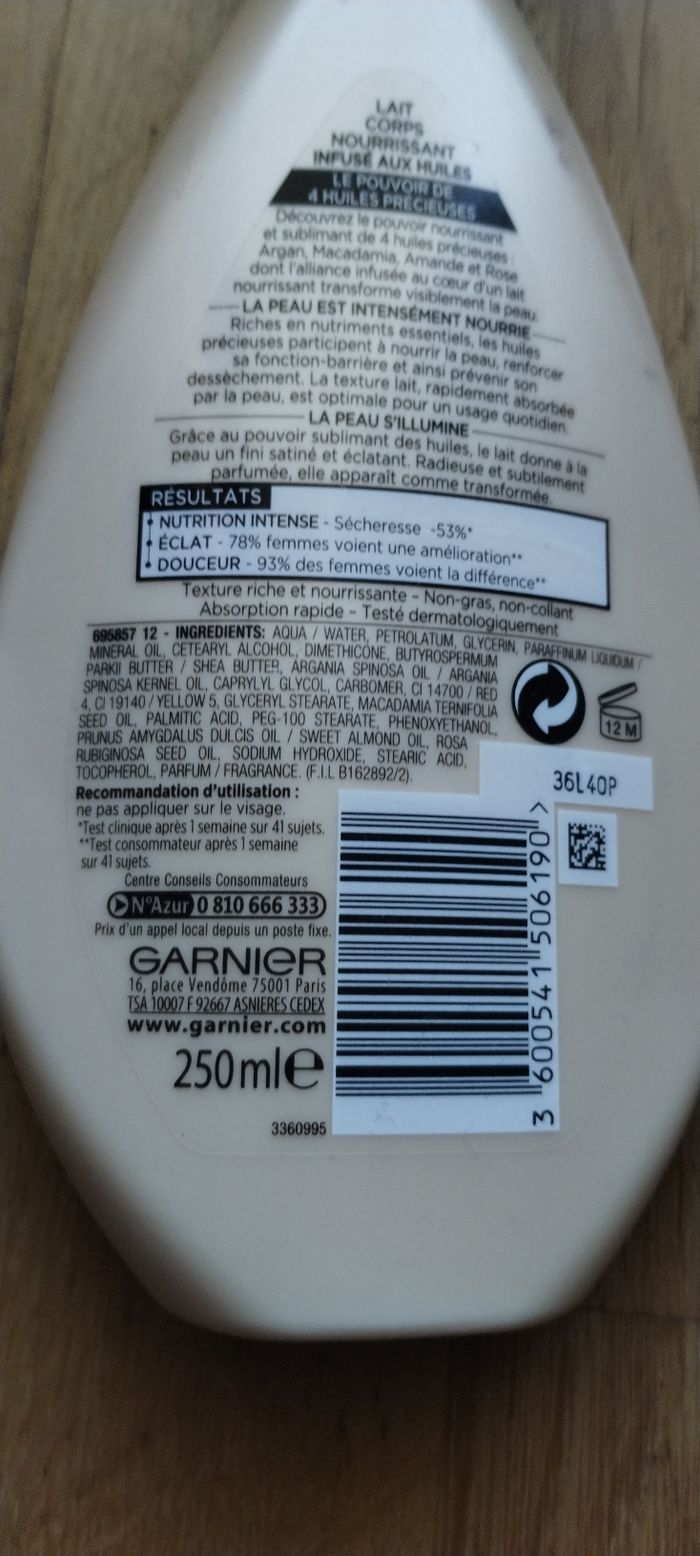 LAIT
CORPS
NOURRISSANT
INFUSÉ AUX HUILES
LE POUVOIR DE
4 HUILES PRÉCIEUSES
Découvrez le pouvoir nourrissant
et sublimant de 4 huiles précieuses :
Argan, Macadamia, Amande et Rose
dont l'alliance infusée au cœur d'un lait
nourrissant transforme visiblement la peau.
LA PEAU EST INTENSÉMENT NOURRIE
Riches en nutriments essentiels, les huiles
précieuses participent à nourrir la peau, renforcer
sa fonction-barrière et ainsi prévenir son
dessèchement. La texture lait, rapidement absorbée
par la peau, est optimale pour un usage quotidien.
LA PEAU S'ILLUMINE
Grâce au pouvoir sublimant des huiles, le lait donne à la
peau un fini satiné et éclatant. Radieuse et subtilement
parfumée, elle apparaît comme transformée.
RÉSULTATS
• NUTRITION INTENSE - Sécheresse -53%*
• ÉCLAT - 78% femmes voient une amélioration**
• DOUCEUR - 93% des femmes voient la différence**
Texture riche et nourrissante - Non-gras, non-collant
Absorption rapide - Testé dermatologiquement
695857 12 - INGREDIENTS: AQUA / WATER, PETROLATUM, GLYCERIN, PARAFFINUM LIQUIDUM /
MINERAL OIL, CETEARYL ALCOHOL, DIMETHICONE, BUTYROSPERMUM
PARKII BUTTER / SHEA BUTTER, ARGANIA SPINOSA OIL / ARGANIA
SPINOSA KERNEL OIL, CAPRYLYL GLYCOL, CARBOMER, CI 14700 / RED
4, CI 19140 / YELLOW 5, GLYCERYL STEARATE, MACADAMIA TERNIFOLIA
SEED OIL, PALMITIC ACID, PEG-100 STEARATE, PHENOXYETHANOL,
PRUNUS AMYGDALUS DULCIS OIL / SWEET ALMOND OIL, ROSA
RUBIGINOSA SEED OIL, SODIUM HYDROXIDE, STEARIC ACID,
TOCOPHEROL, PARFUM / FRAGRANCE. (F.I.L B162892/2).
12 M
36L40P
Recommandation d'utilisation :
ne pas appliquer sur le visage.
*Test clinique après 1 semaine sur 41 sujets.
**Test consommateur après 1 semaine
sur 41 sujets.
Centre Conseils Consommateurs
N°Azur 0 810 666 333
Prix d'un appel local depuis un poste fixe.
GARNIER
16, place Vendôme 75001 Paris
TSA 10007 F 92667 ASNIERES CEDEX
www.garnier.com
250ml℮
3360995
3 600541 506190 >